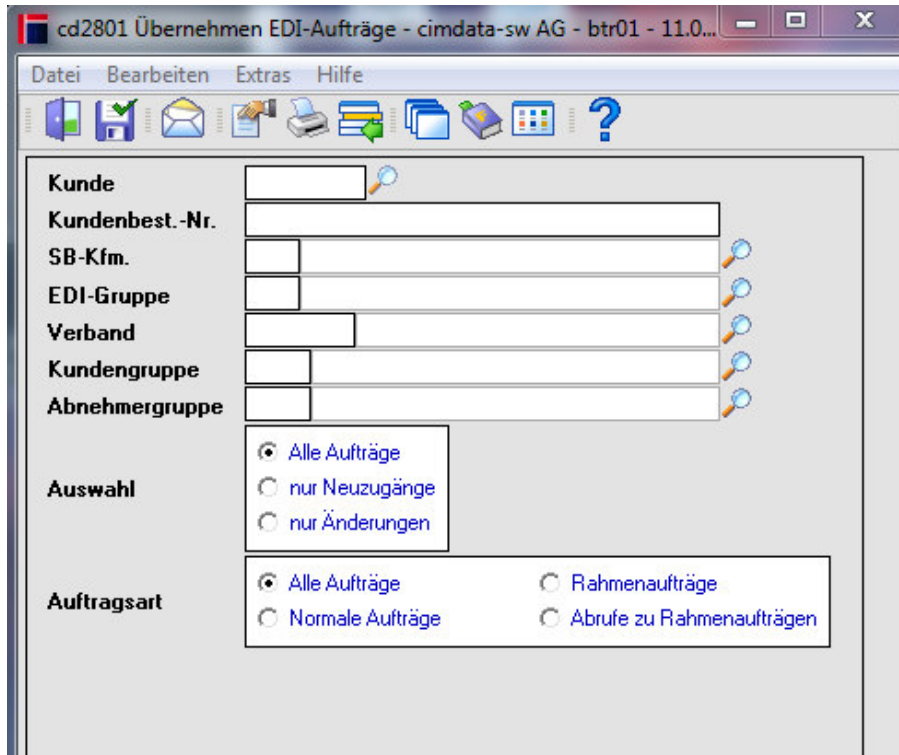 cd2801 Übernehmen EDI-Aufträge - cimdata-sw AG - btr01 - 11.0...
Datei Bearbeiten Extras Hilfe
Kunde
Kundenbest.-Nr.
SB-Kfm.
EDI-Gruppe
Verband
Kundengruppe
Abnehmergruppe
Auswahl
Alle Aufträge
nur Neuzugänge
nur Änderungen
Auftragsart
Alle Aufträge Rahmenaufträge
Normale Aufträge Abrufe zu Rahmenaufträgen